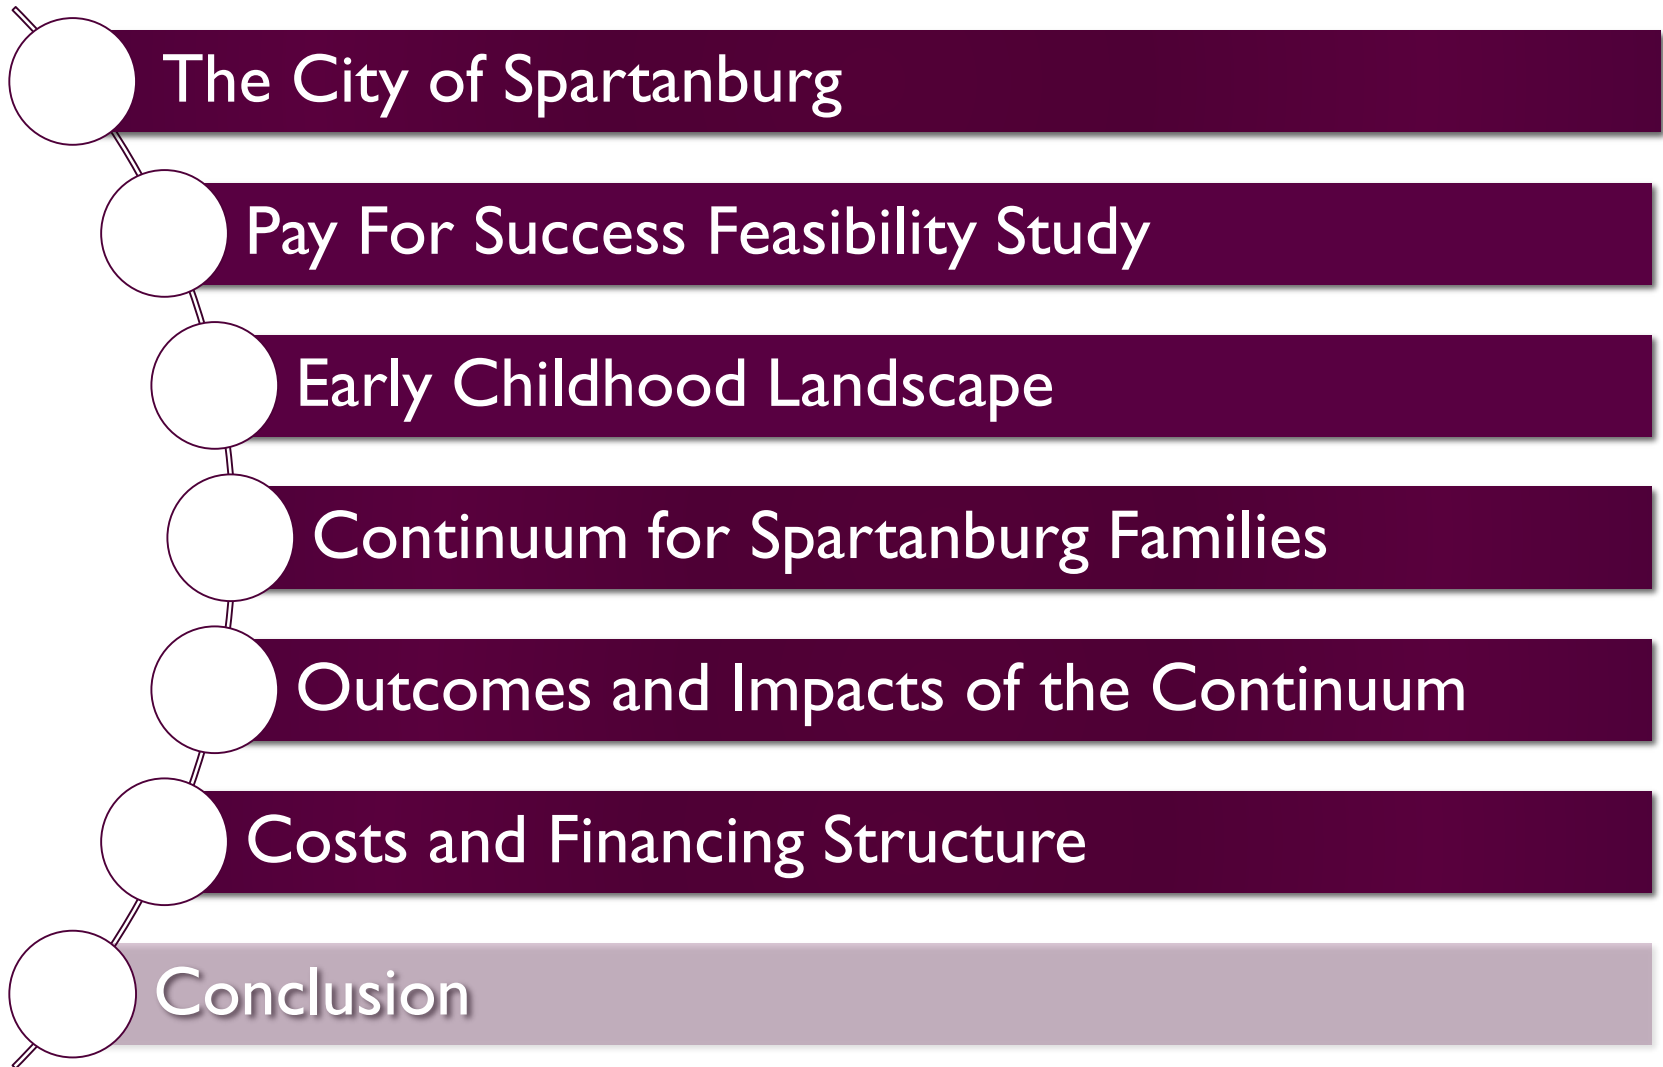 The City of Spartanburg
Pay For Success Feasibility Study
Early Childhood Landscape
Continuum for Spartanburg Families
Outcomes and Impacts of the Continuum
Costs and Financing Structure
Conclusion